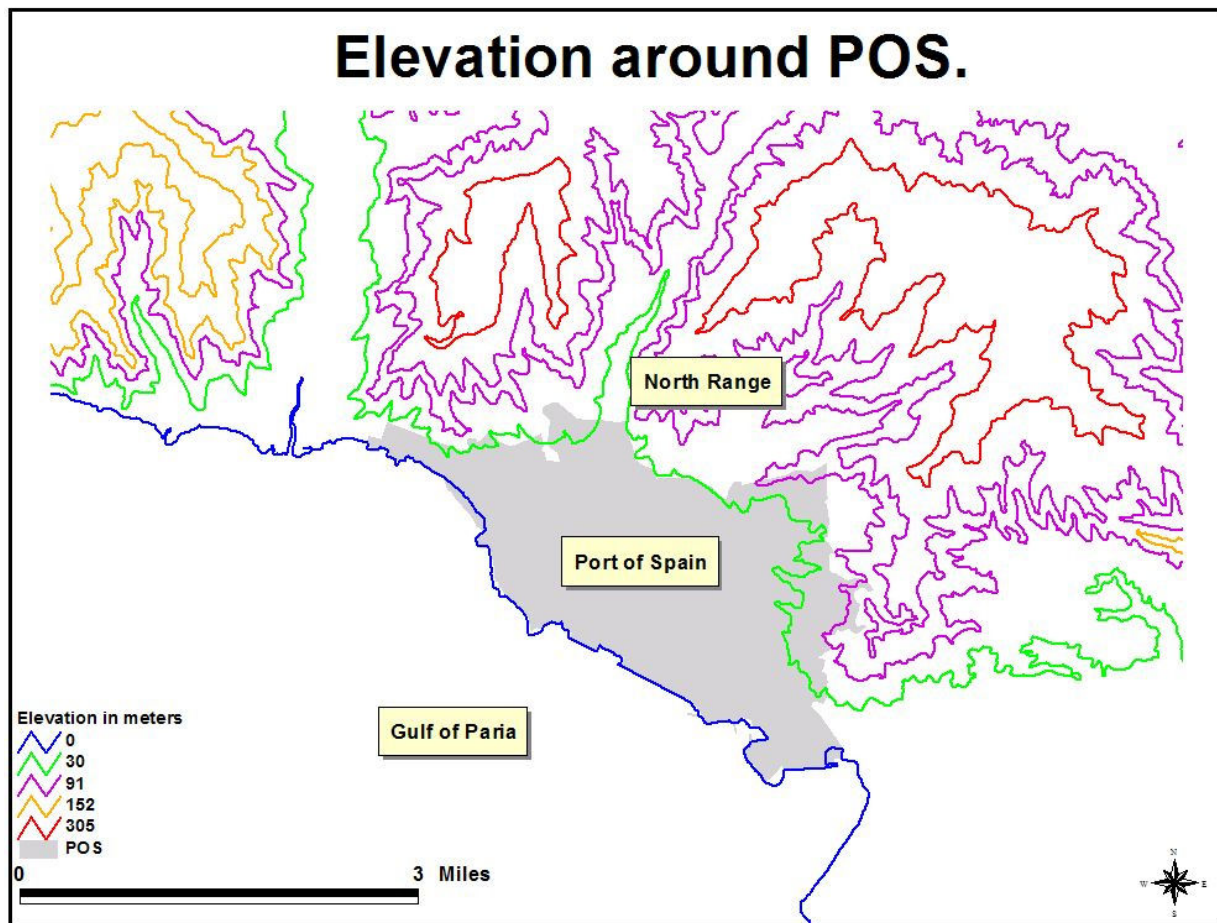 Elevation around POS.
North Range
Port of Spain
Gulf of Paria
Elevation in meters
0
30
91
152
305
POS
0 3 Miles
N
W E
S